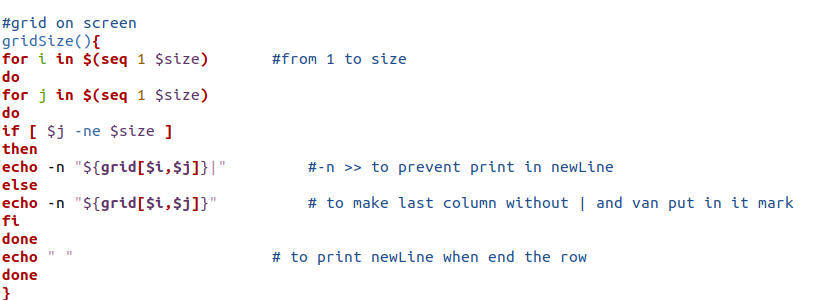 #grid on screen
gridSize(){
for i in $(seq 1 $size) #from 1 to size
do
for j in $(seq 1 $size)
do
if [ $j -ne $size ]
then
echo -n "${grid[$i,$j]}|" #-n >> to prevent print in newLine
else
echo -n "${grid[$i,$j]}" # to make last column without | and van put in it mark
fi
done
echo " " # to print newLine when end the row
done
}